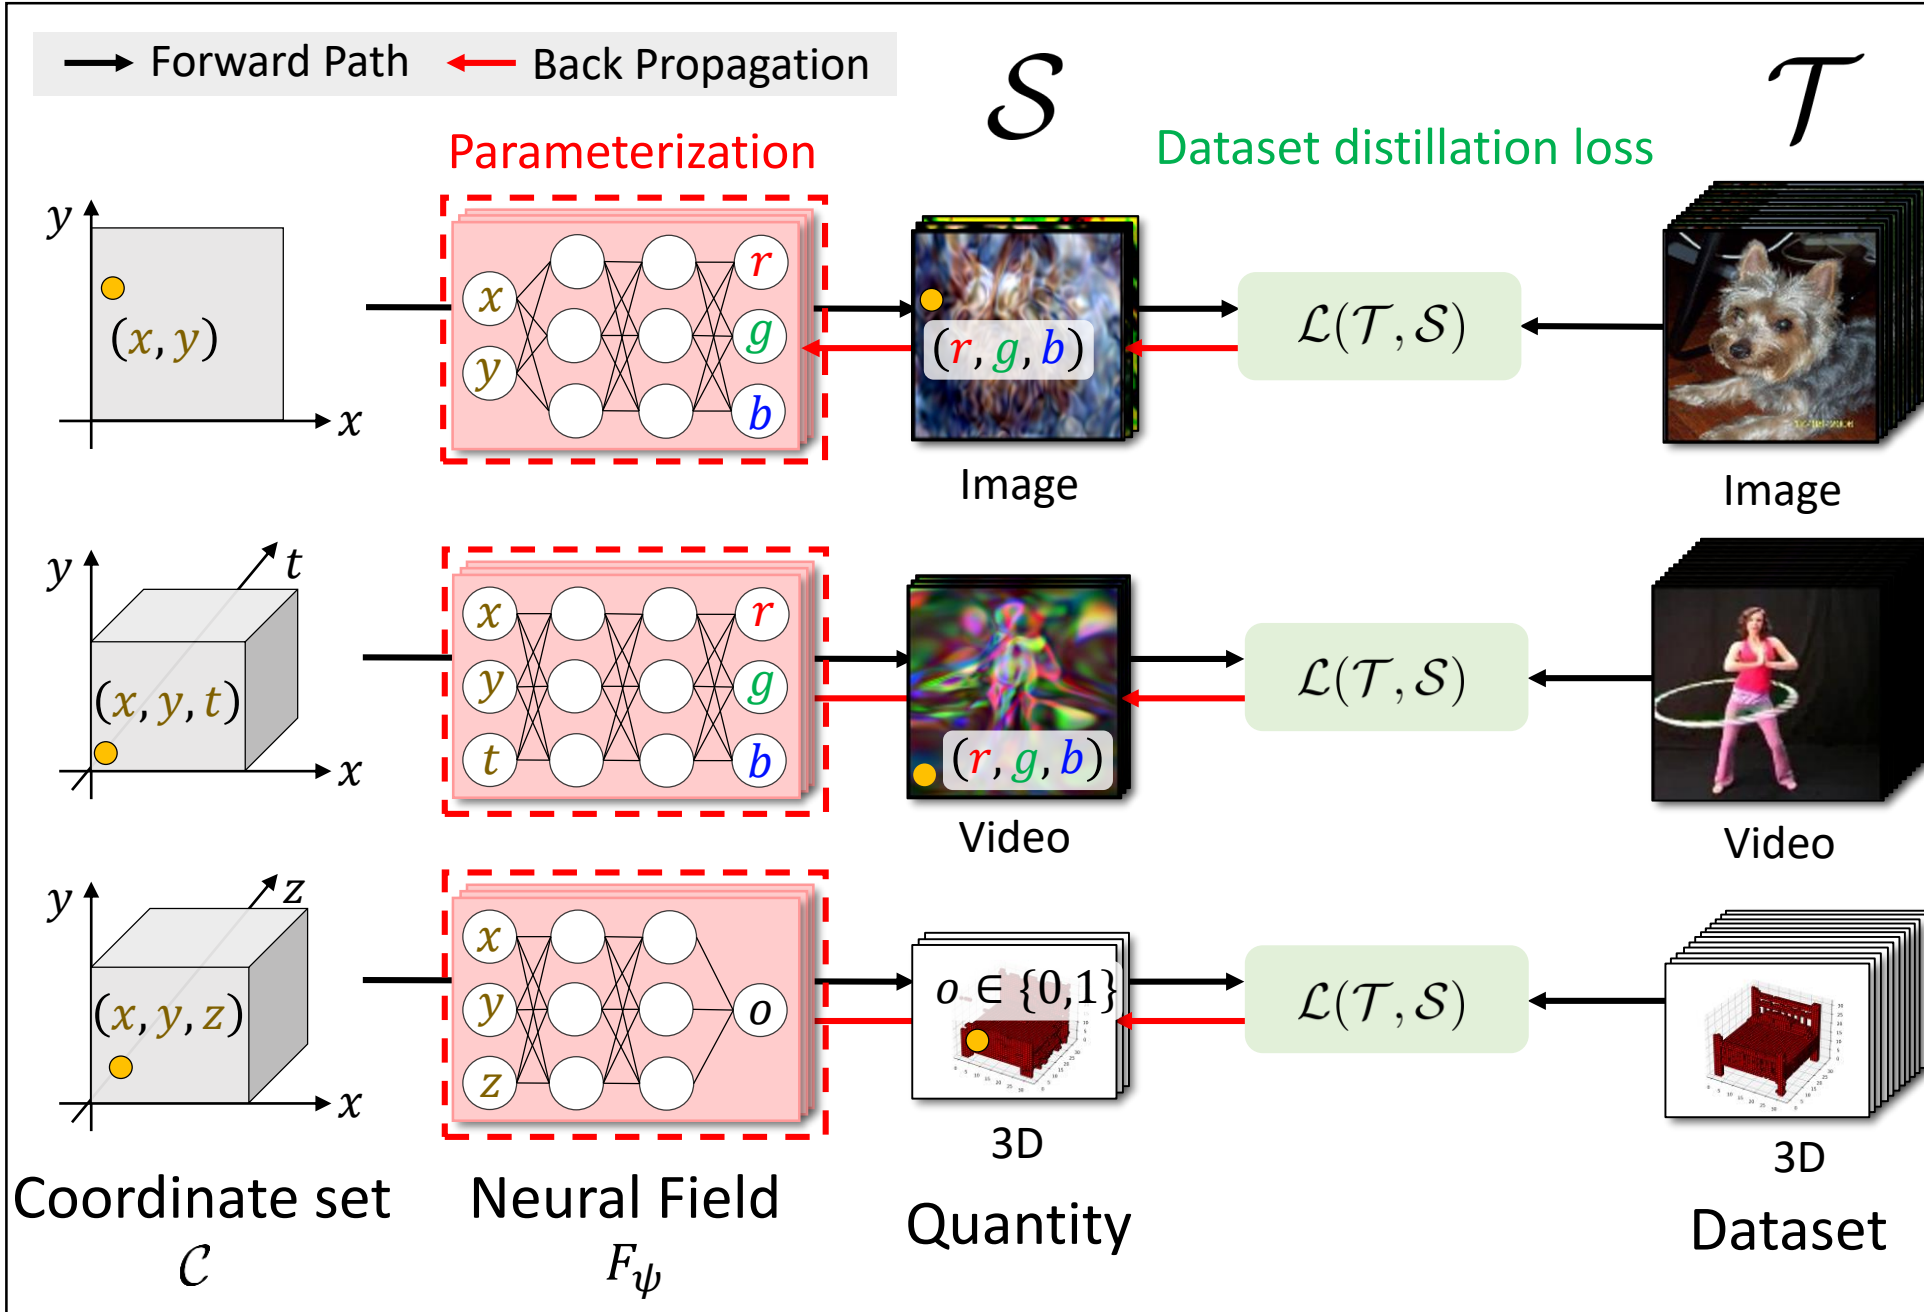 Forward Path
Back Propagation
𝒮
𝒯
Parameterization
Dataset distillation loss
y
(x, y)
x
x
y
r
g
b
(r, g, b)
Image
ℒ(𝒯, 𝒮)
Image
y
t
(x, y, t)
x
x
y
t
r
g
b
(r, g, b)
Video
ℒ(𝒯, 𝒮)
Video
y
z
(x, y, z)
x
x
y
z
o
o ∈ {0,1}
3D
ℒ(𝒯, 𝒮)
3D
Coordinate set
𝒞
Neural Field
F_ψ
Quantity
Dataset